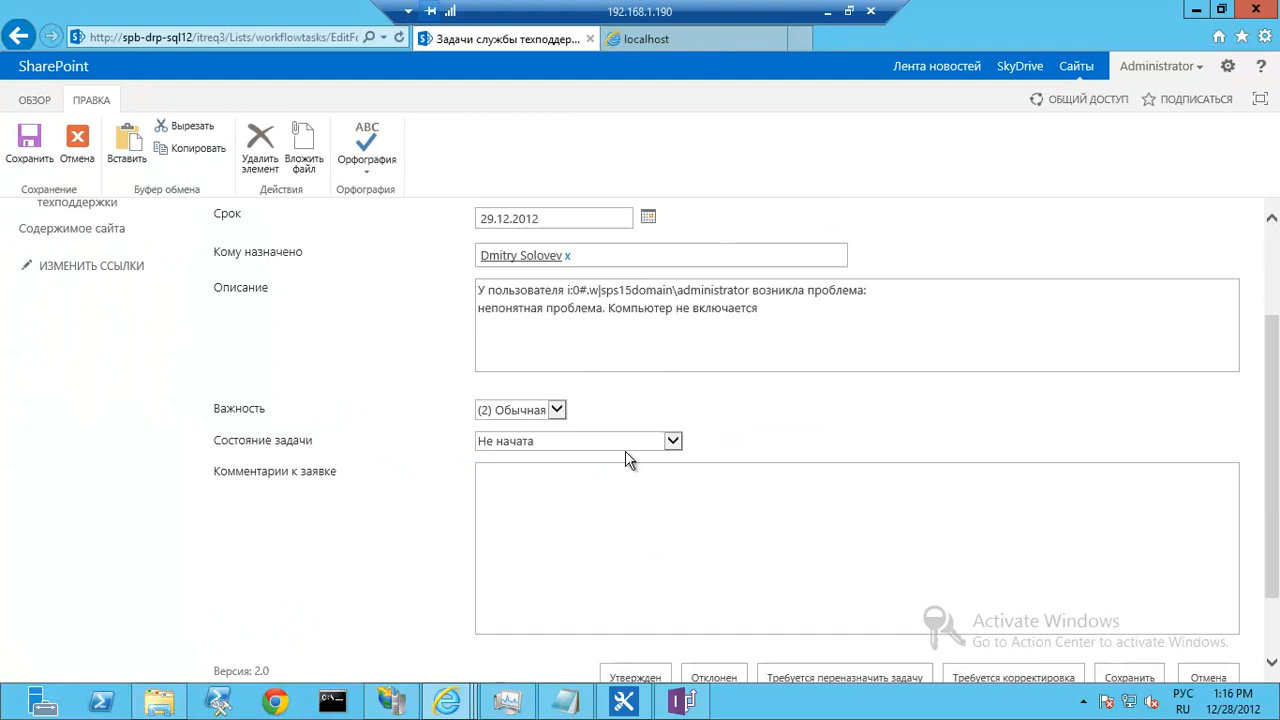 192.168.1.190
http://spb-drp-sql12/itreq3/Lists/workflowtasks/EditFo
Задачи службы техподдер...
localhost
SharePoint
Лента новостей
SkyDrive
Сайты
Administrator
ОБЗОР
ПРАВКА
ОБЩИЙ ДОСТУП
ПОДПИСАТЬСЯ
Сохранить
Отмена
Вставить
Вырезать
Копировать
Удалить элемент
Вложить файл
ABC
Орфография
Сохранение
Буфер обмена
Действия
Орфография
техподдержки
Содержимое сайта
ИЗМЕНИТЬ ССЫЛКИ
Срок
29.12.2012
Кому назначено
Dmitry Solovev x
Описание
У пользователя i:0#.w|sps15domain\administrator возникла проблема:
непонятная проблема. Компьютер не включается
Важность
(2) Обычная
Состояние задачи
Не начата
Комментарии к заявке
Activate Windows
Go to Action Center to activate Windows.
Версия: 2.0
Утвержден
Отклонен
Требуется переназначить задачу
Требуется корректировка
Сохранить
Отмена
РУС
RU
1:16 PM
12/28/2012